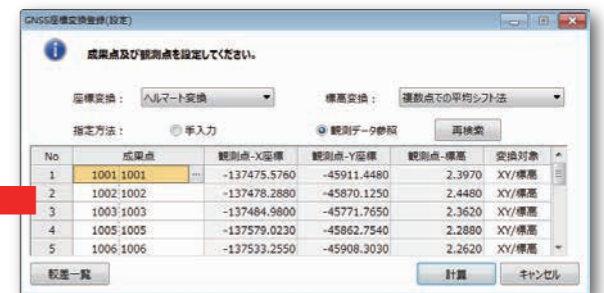 GNSS座標変換登録(設定)
成果点及び観測点を設定してください。
座標変換： ヘルマート変換 標高変換： 複数点での平均シフト法
指定方法： 手入力 観測データ参照 再検索
No 成果点 観測点-X座標 観測点-Y座標 観測点-標高 変換対象
1 1001 1001 ... -137475.5760 -45911.4480 2.3970 XY/標高
2 1002 1002 -137478.2880 -45870.1250 2.4480 XY/標高
3 1003 1003 -137484.9800 -45771.7650 2.3620 XY/標高
4 1005 1005 -137579.0230 -45862.7540 2.2880 XY/標高
5 1006 1006 -137533.2550 -45908.3030 2.2620 XY/標高
較差一覧 計算 キャンセル